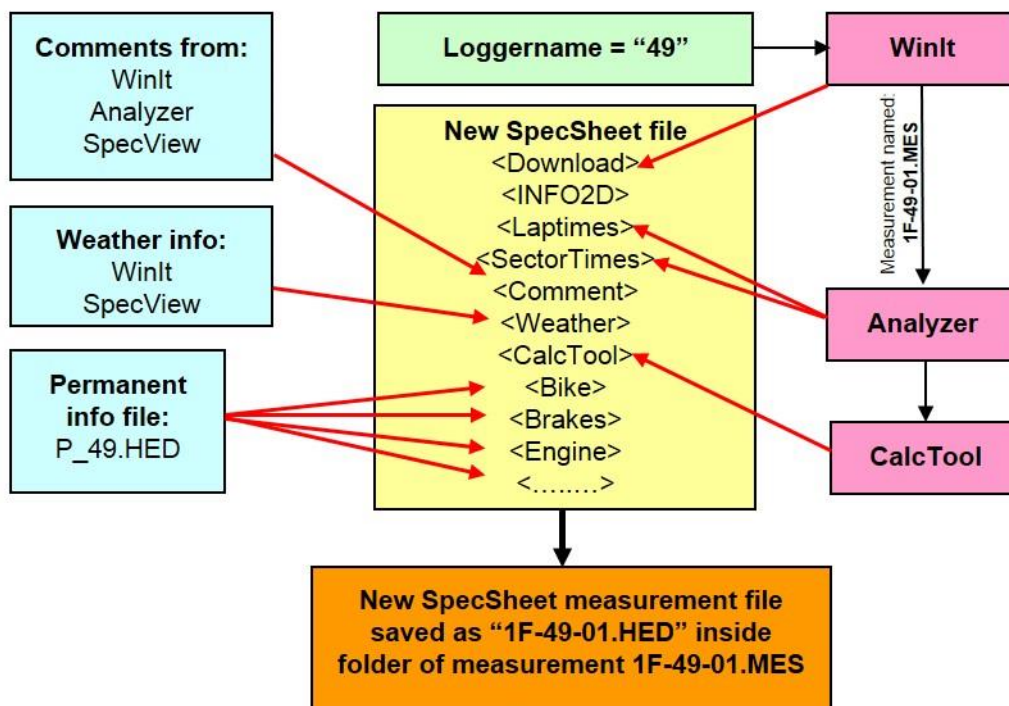 Comments from:
WinIt
Analyzer
SpecView
Weather info:
WinIt
SpecView
Permanent
info file:
P_49.HED
Loggername = “49”
New SpecSheet file
<Download>
<INFO2D>
<Laptimes>
<SectorTimes>
<Comment>
<Weather>
<CalcTool>
<Bike>
<Brakes>
<Engine>
<……..…>
WinIt
Measurement named:
1F-49-01.MES
Analyzer
CalcTool
New SpecSheet measurement file
saved as “1F-49-01.HED” inside
folder of measurement 1F-49-01.MES